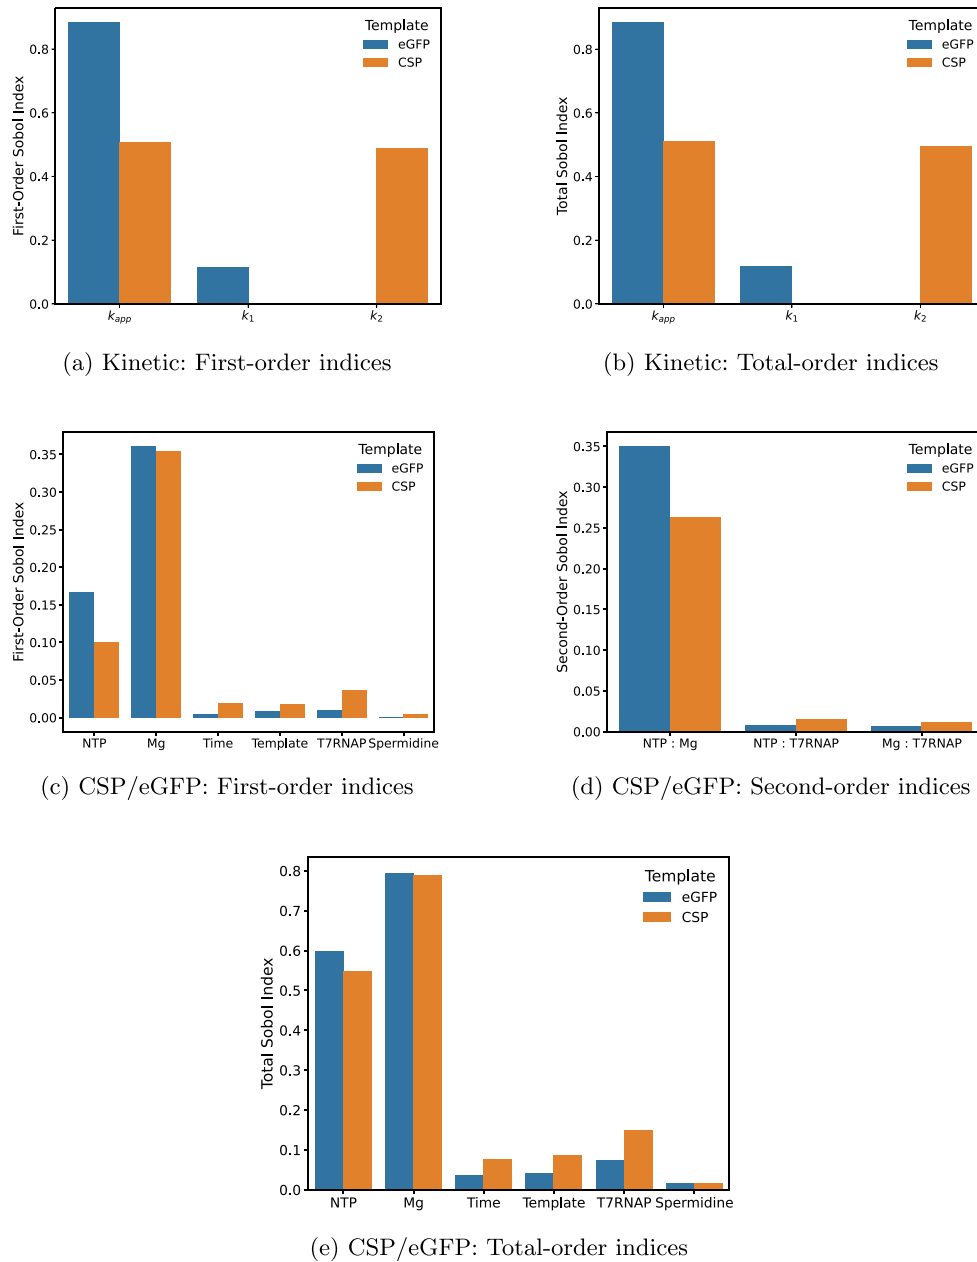 Template
eGFP
CSP
First-Order Sobol Index
0.8
0.6
0.4
0.2
0.0
k_app
k_1
k_2
(a) Kinetic: First-order indices
Template
eGFP
CSP
Total Sobol Index
0.8
0.6
0.4
0.2
0.0
k_app
k_1
k_2
(b) Kinetic: Total-order indices
Template
eGFP
CSP
First-Order Sobol Index
0.35
0.30
0.25
0.20
0.15
0.10
0.05
0.00
NTP Mg Time Template T7RNAP Spermidine
(c) CSP/eGFP: First-order indices
Template
eGFP
CSP
Second-Order Sobol Index
0.35
0.30
0.25
0.20
0.15
0.10
0.05
0.00
NTP : Mg NTP : T7RNAP Mg : T7RNAP
(d) CSP/eGFP: Second-order indices
Template
eGFP
CSP
Total Sobol Index
0.8
0.7
0.6
0.5
0.4
0.3
0.2
0.1
0.0
NTP Mg Time Template T7RNAP Spermidine
(e) CSP/eGFP: Total-order indices